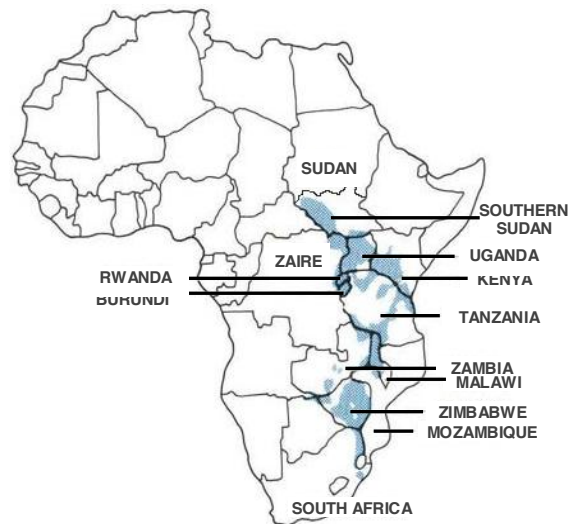 SUDAN
SOUTHERN
SUDAN
ZAIRE
UGANDA
RWANDA
KENYA
BURUNDI
TANZANIA
ZAMBIA
MALAWI
ZIMBABWE
MOZAMBIQUE
SOUTH AFRICA